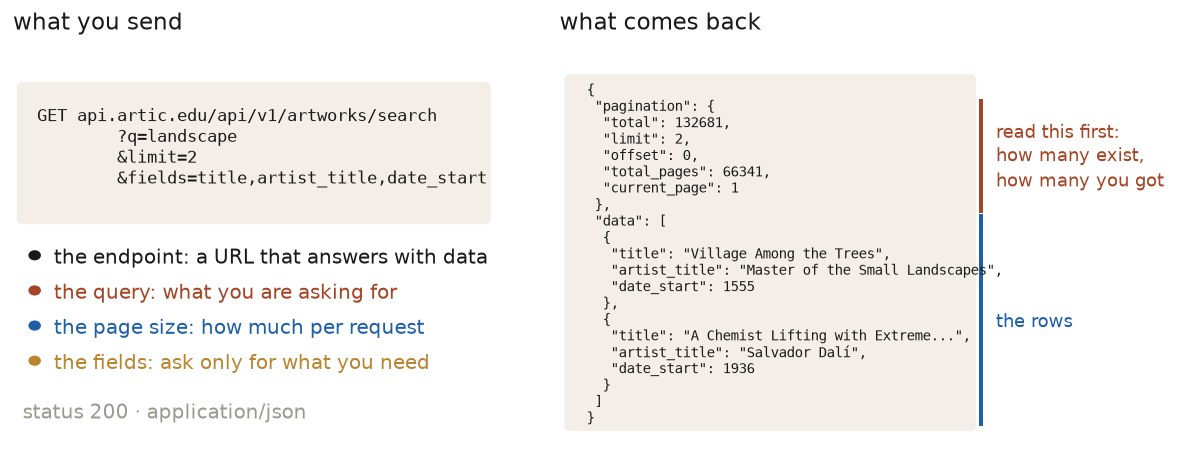 what you send
GET api.artic.edu/api/v1/artworks/search
?q=landscape
&limit=2
&fields=title,artist_title,date_start
the endpoint: a URL that answers with data
the query: what you are asking for
the page size: how much per request
the fields: ask only for what you need
status 200 · application/json
what comes back
{
"pagination": {
"total": 132681,
"limit": 2,
"offset": 0,
"total_pages": 66341,
"current_page": 1
},
"data": [
{
"title": "Village Among the Trees",
"artist_title": "Master of the Small Landscapes",
"date_start": 1555
},
{
"title": "A Chemist Lifting with Extreme...",
"artist_title": "Salvador Dalí",
"date_start": 1936
}
]
}
read this first:
how many exist,
how many you got
the rows